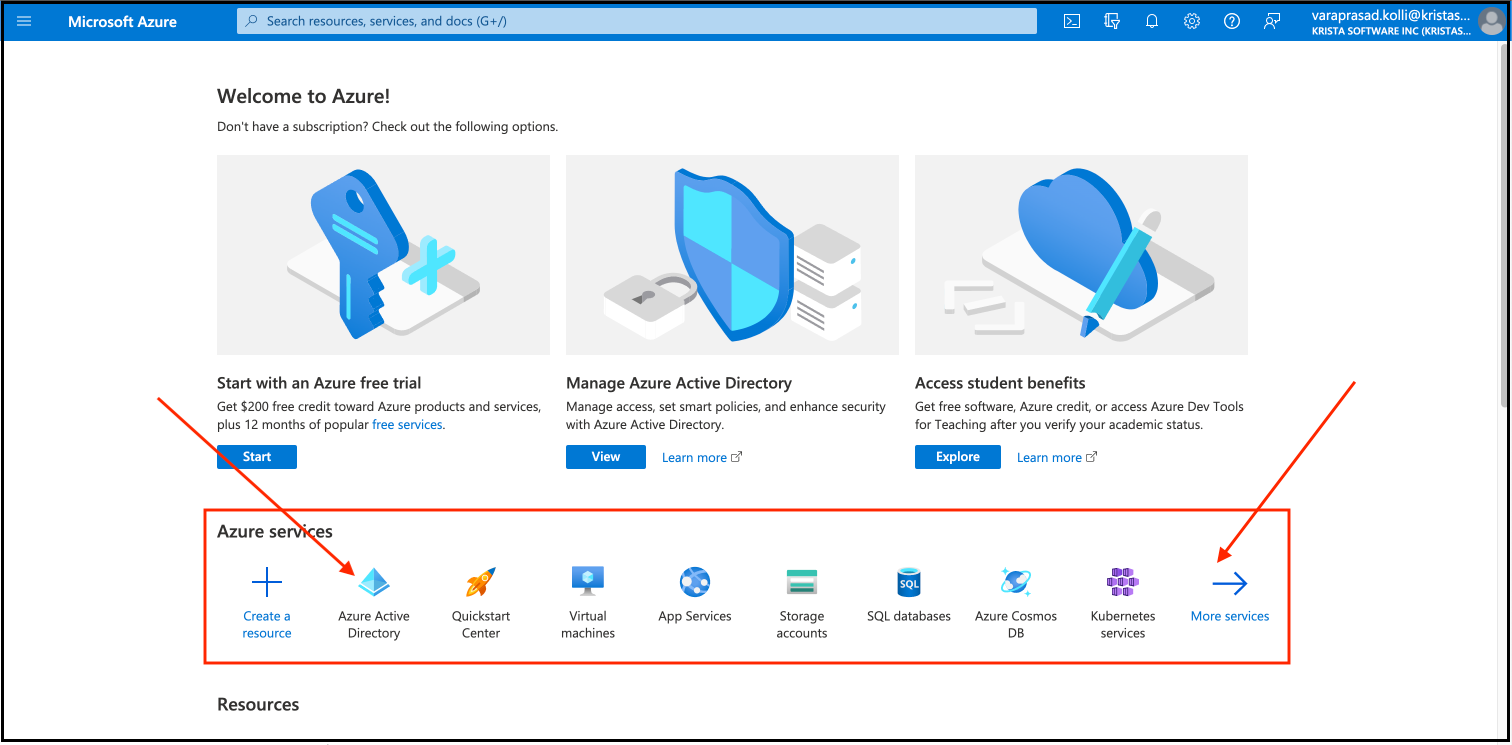 Microsoft Azure
Search resources, services, and docs (G+/)
varaprasad.kolli@kristas...
KRISTA SOFTWARE INC (KRISTAS...
Welcome to Azure!
Don't have a subscription? Check out the following options.
Start with an Azure free trial
Get $200 free credit toward Azure products and services,
plus 12 months of popular free services.
Start
Manage Azure Active Directory
Manage access, set smart policies, and enhance security
with Azure Active Directory.
View
Learn more
Access student benefits
Get free software, Azure credit, or access Azure Dev Tools
for Teaching after you verify your academic status.
Explore
Learn more
Azure services
Create a
resource
Azure Active
Directory
Quickstart
Center
Virtual
machines
App Services
Storage
accounts
SQL
SQL databases
Azure Cosmos
DB
Kubernetes
services
More services
Resources